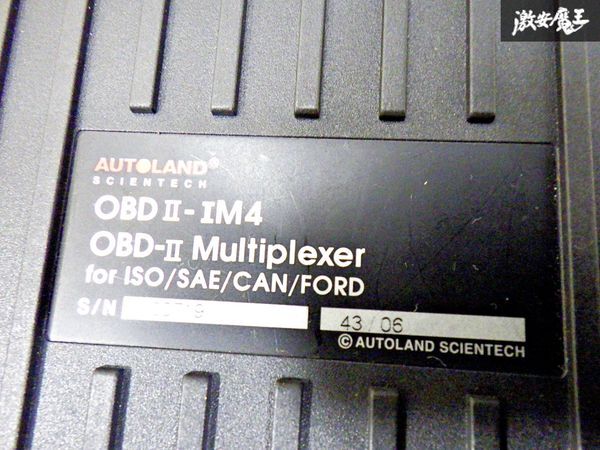 激安魔王
AUTOLAND®
SCIENTECH
OBD II-IM4
OBD-II Multiplexer
for ISO/SAE/CAN/FORD
S/N
43/06
© AUTOLAND SCIENTECH